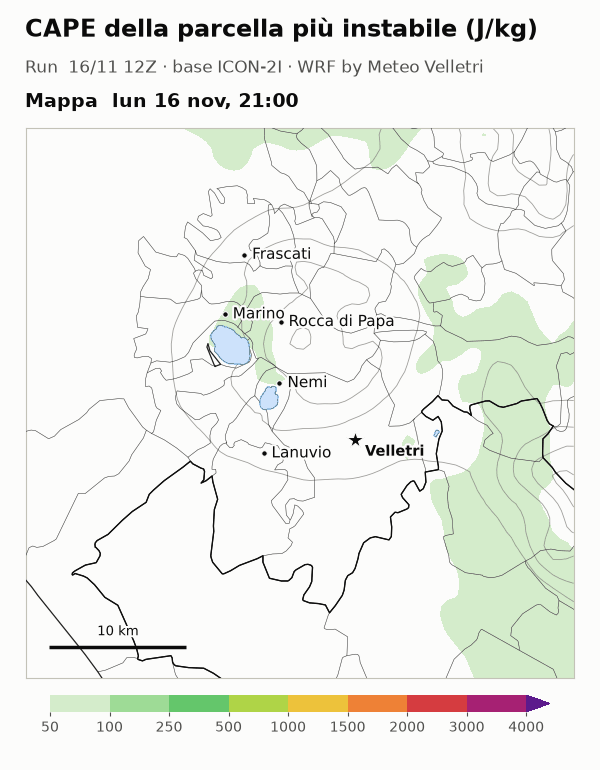 CAPE della parcella più instabile (J/kg)
Run  16/11 12Z · base ICON-2I · WRF by Meteo Velletri
Mappa  lun 16 nov, 21:00
Frascati
Marino
Rocca di Papa
Nemi
Velletri
Lanuvio
10 km
50 100 250 500 1000 1500 2000 3000 4000